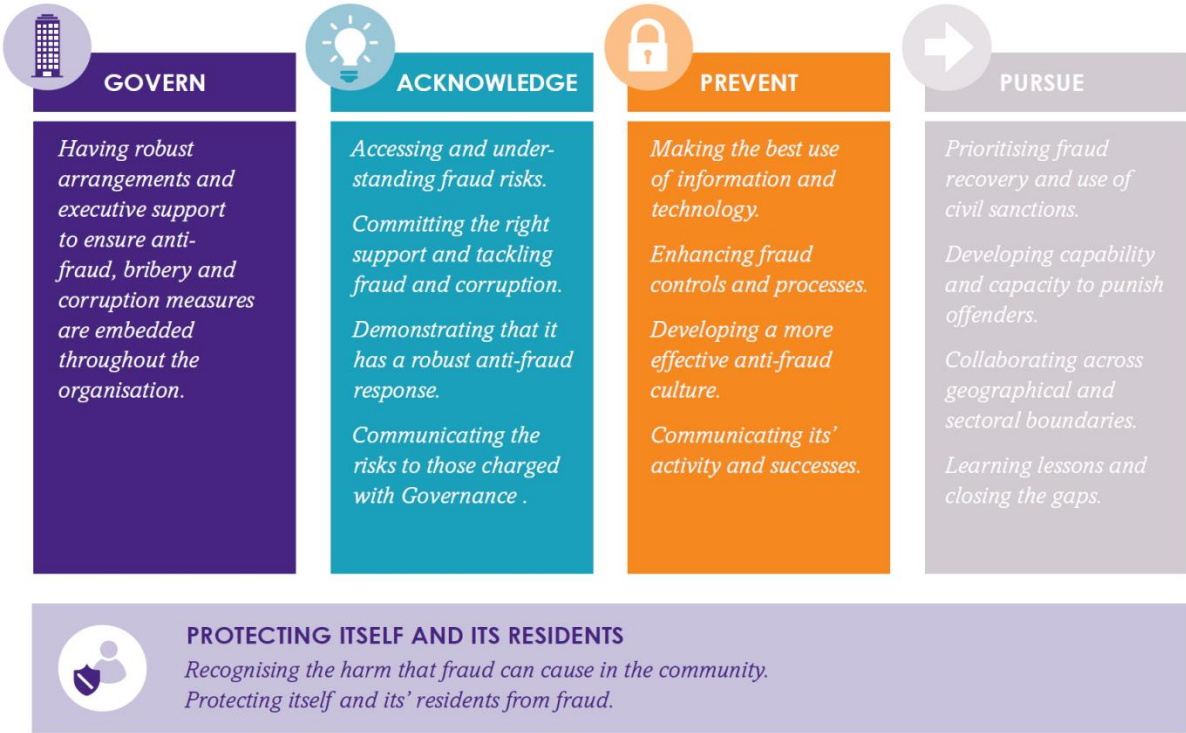 GOVERN
Having robust
arrangements and
executive support
to ensure anti-
fraud, bribery and
corruption measures
are embedded
throughout the
organisation.
ACKNOWLEDGE
Accessing and under-
standing fraud risks.
Committing the right
support and tackling
fraud and corruption.
Demonstrating that it
has a robust anti-fraud
response.
Communicating the
risks to those charged
with Governance .
PREVENT
Making the best use
of information and
technology.
Enhancing fraud
controls and processes.
Developing a more
effective anti-fraud
culture.
Communicating its’
activity and successes.
PURSUE
Prioritising fraud
recovery and use of
civil sanctions.
Developing capability
and capacity to punish
offenders.
Collaborating across
geographical and
sectoral boundaries.
Learning lessons and
closing the gaps.
PROTECTING ITSELF AND ITS RESIDENTS
Recognising the harm that fraud can cause in the community.
Protecting itself and its’ residents from fraud.